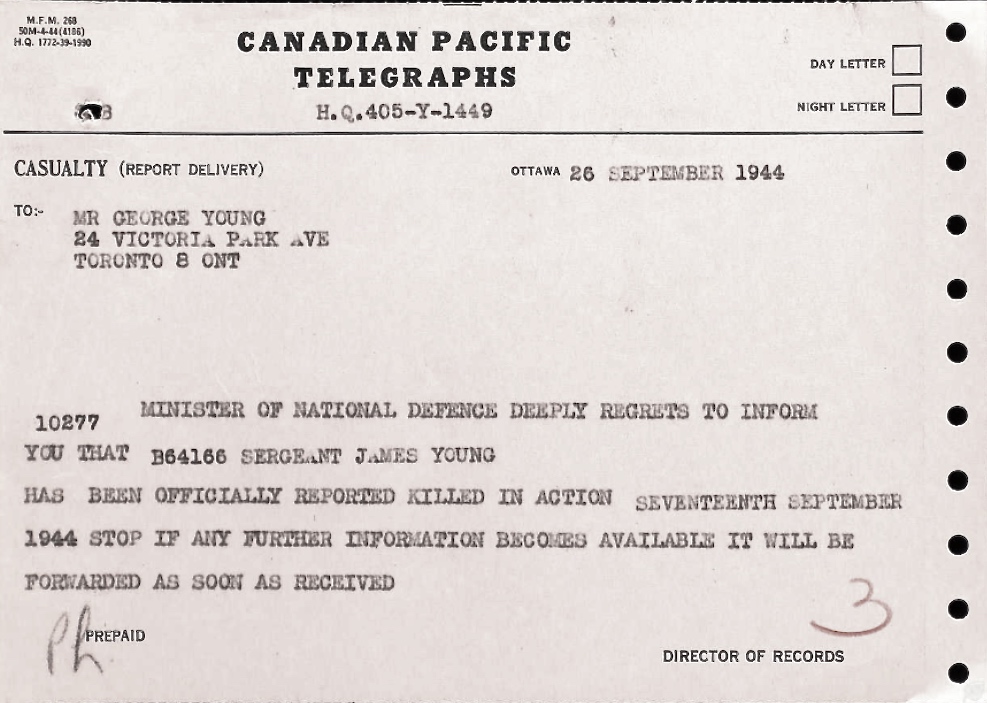 M.F.M. 268
50M-4-44(4186)
H.Q. 1772-39-1990
CANADIAN PACIFIC
TELEGRAPHS
DAY LETTER
NIGHT LETTER
H.Q.405-Y-1449
CASUALTY (REPORT DELIVERY)
OTTAWA 26 SEPTEMBER 1944
TO:- MR GEORGE YOUNG
24 VICTORIA PARK AVE
TORONTO 8 ONT
10277 MINISTER OF NATIONAL DEFENCE DEEPLY REGRETS TO INFORM
YOU THAT B64166 SERGEANT JAMES YOUNG
HAS BEEN OFFICIALLY REPORTED KILLED IN ACTION SEVENTEENTH SEPTEMBER
1944 STOP IF ANY FURTHER INFORMATION BECOMES AVAILABLE IT WILL BE
FORWARDED AS SOON AS RECEIVED
3
PREPAID
DIRECTOR OF RECORDS